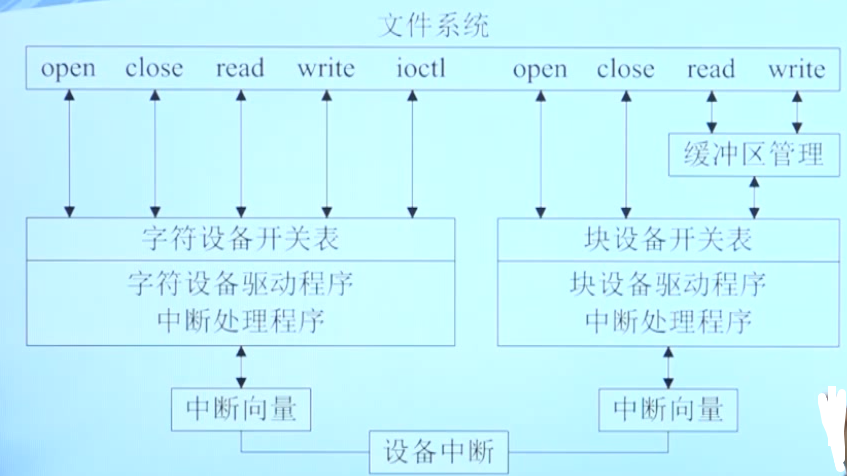 文件系统
open close read write ioctl open close read write
缓冲区管理
字符设备开关表
块设备开关表
字符设备驱动程序
中断处理程序
块设备驱动程序
中断处理程序
中断向量
中断向量
设备中断